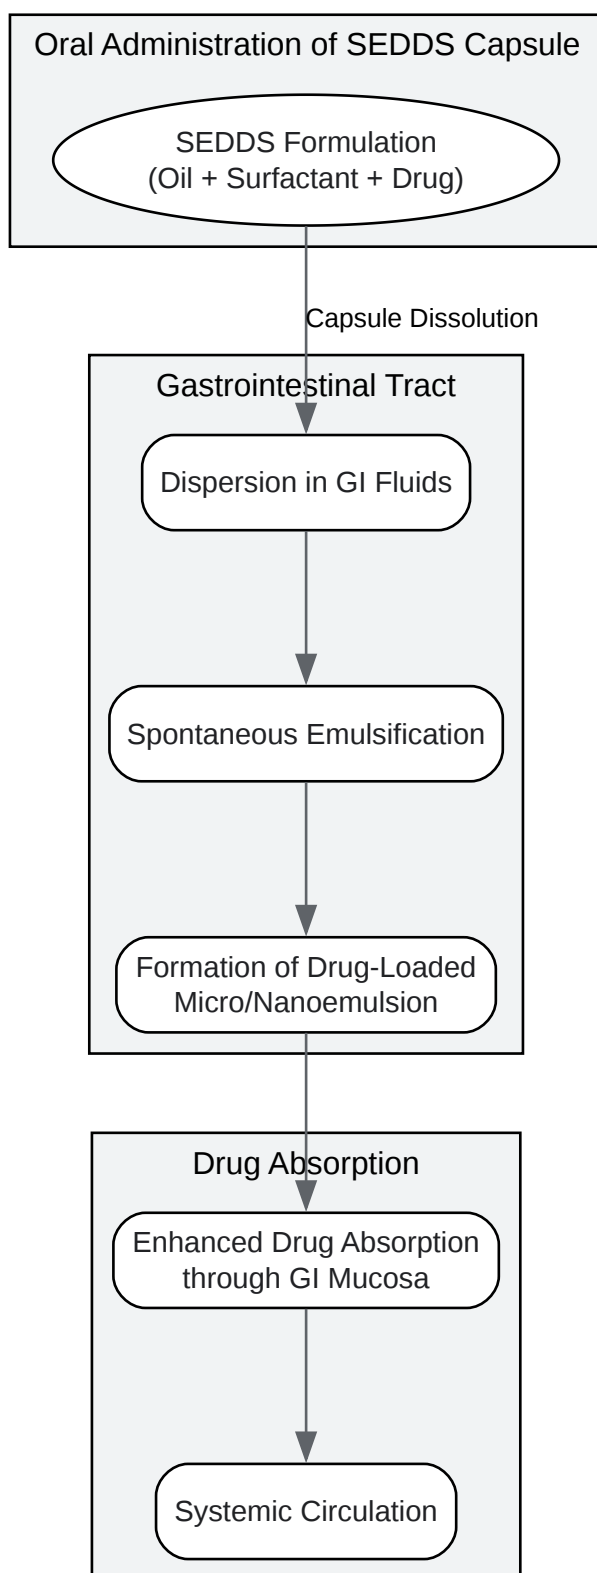 Oral Administration of SEDDS Capsule
SEDDS Formulation
(Oil + Surfactant + Drug)
Capsule Dissolution
Gastrointestinal Tract
Dispersion in GI Fluids
Spontaneous Emulsification
Formation of Drug-Loaded
Micro/Nanoemulsion
Drug Absorption
Enhanced Drug Absorption
through GI Mucosa
Systemic Circulation